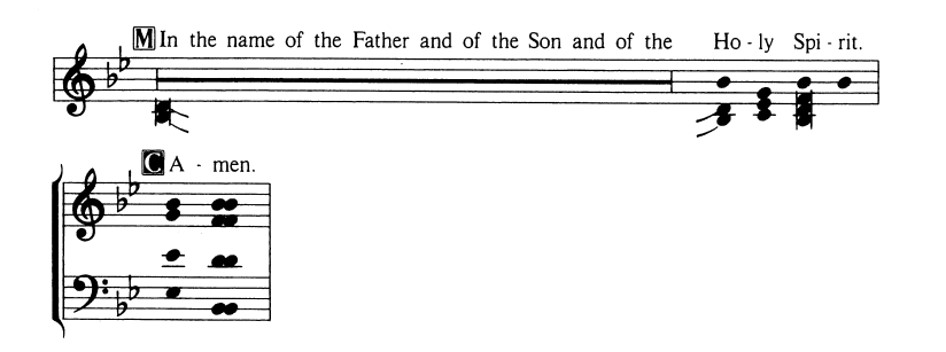 M In the name of the Father and of the Son and of the Ho - ly Spi - rit.
C A - men.